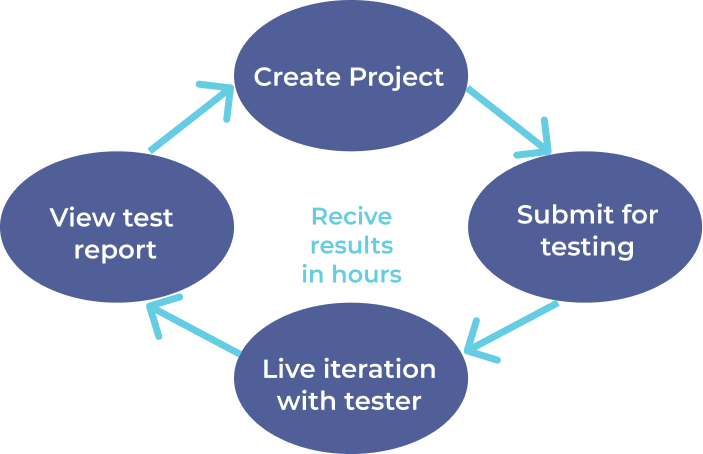 Create Project
Submit for
testing
Live iteration
with tester
View test
report
Recive
results
in hours